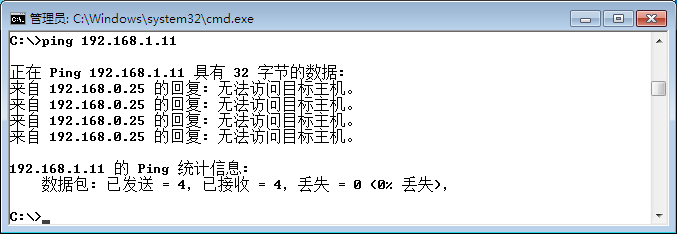 管理员: C:\Windows\system32\cmd.exe
C:\>ping 192.168.1.11
正在 Ping 192.168.1.11 具有 32 字节的数据:
来自 192.168.0.25 的回复: 无法访问目标主机。
来自 192.168.0.25 的回复: 无法访问目标主机。
来自 192.168.0.25 的回复: 无法访问目标主机。
来自 192.168.0.25 的回复: 无法访问目标主机。
192.168.1.11 的 Ping 统计信息:
数据包: 已发送 = 4, 已接收 = 4, 丢失 = 0 (0% 丢失),
C:\>